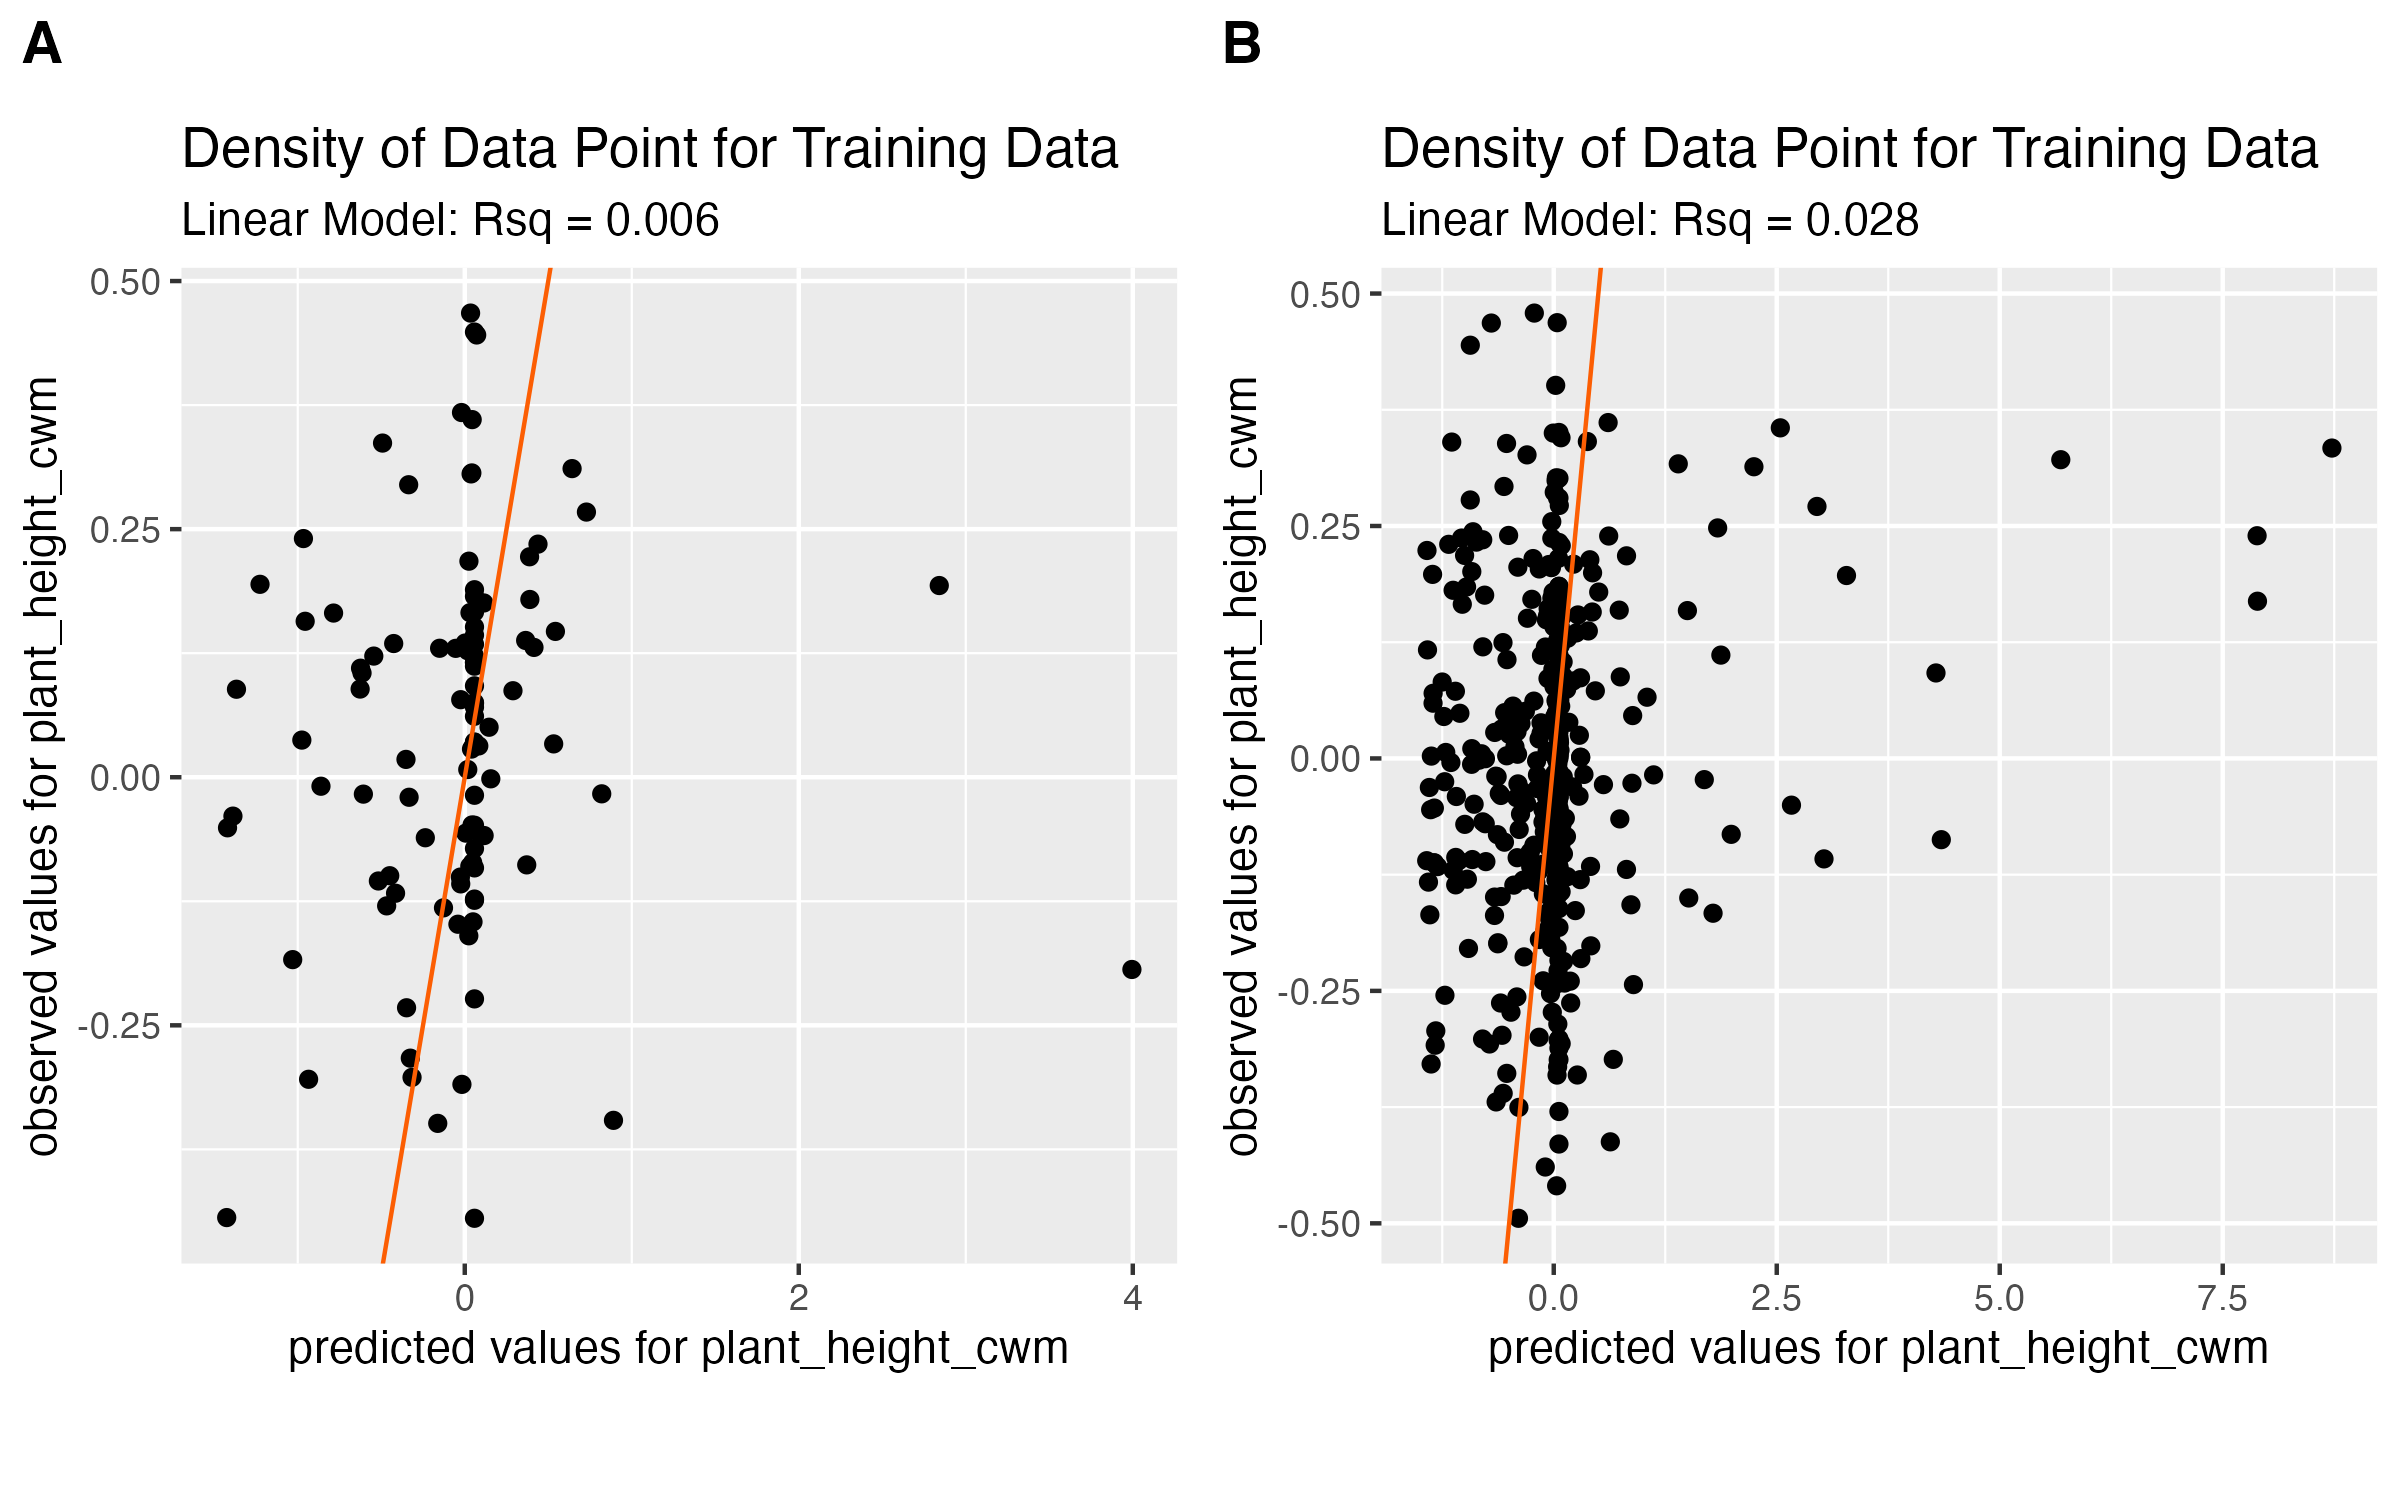 A
Density of Data Point for Training Data
Linear Model: Rsq = 0.006
observed values for plant_height_cwm
0.50
0.25
0.00
-0.25
0
2
4
predicted values for plant_height_cwm
B
Density of Data Point for Training Data
Linear Model: Rsq = 0.028
observed values for plant_height_cwm
0.50
0.25
0.00
-0.25
-0.50
0.0
2.5
5.0
7.5
predicted values for plant_height_cwm